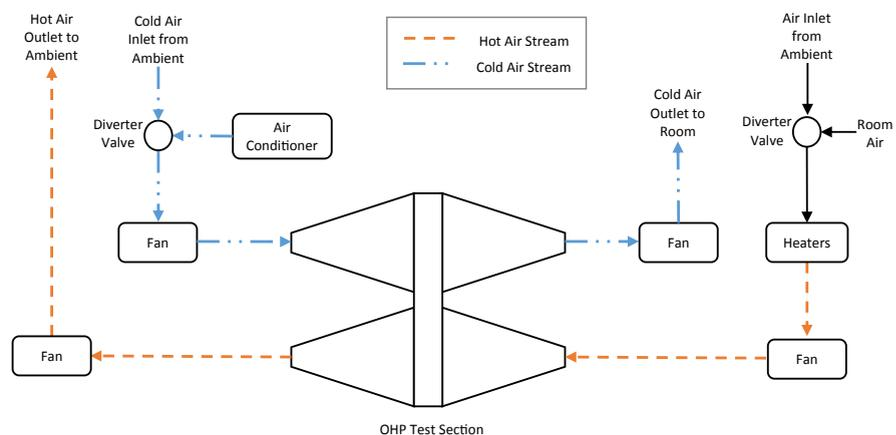 Hot Air
Outlet to
Ambient
Cold Air
Inlet from
Ambient
Hot Air Stream
Cold Air Stream
Air Inlet
from
Ambient
Diverter
Valve
Air
Conditioner
Cold Air
Outlet to
Room
Diverter
Valve
Room
Air
Fan
Fan
Heaters
Fan
Fan
OHP Test Section